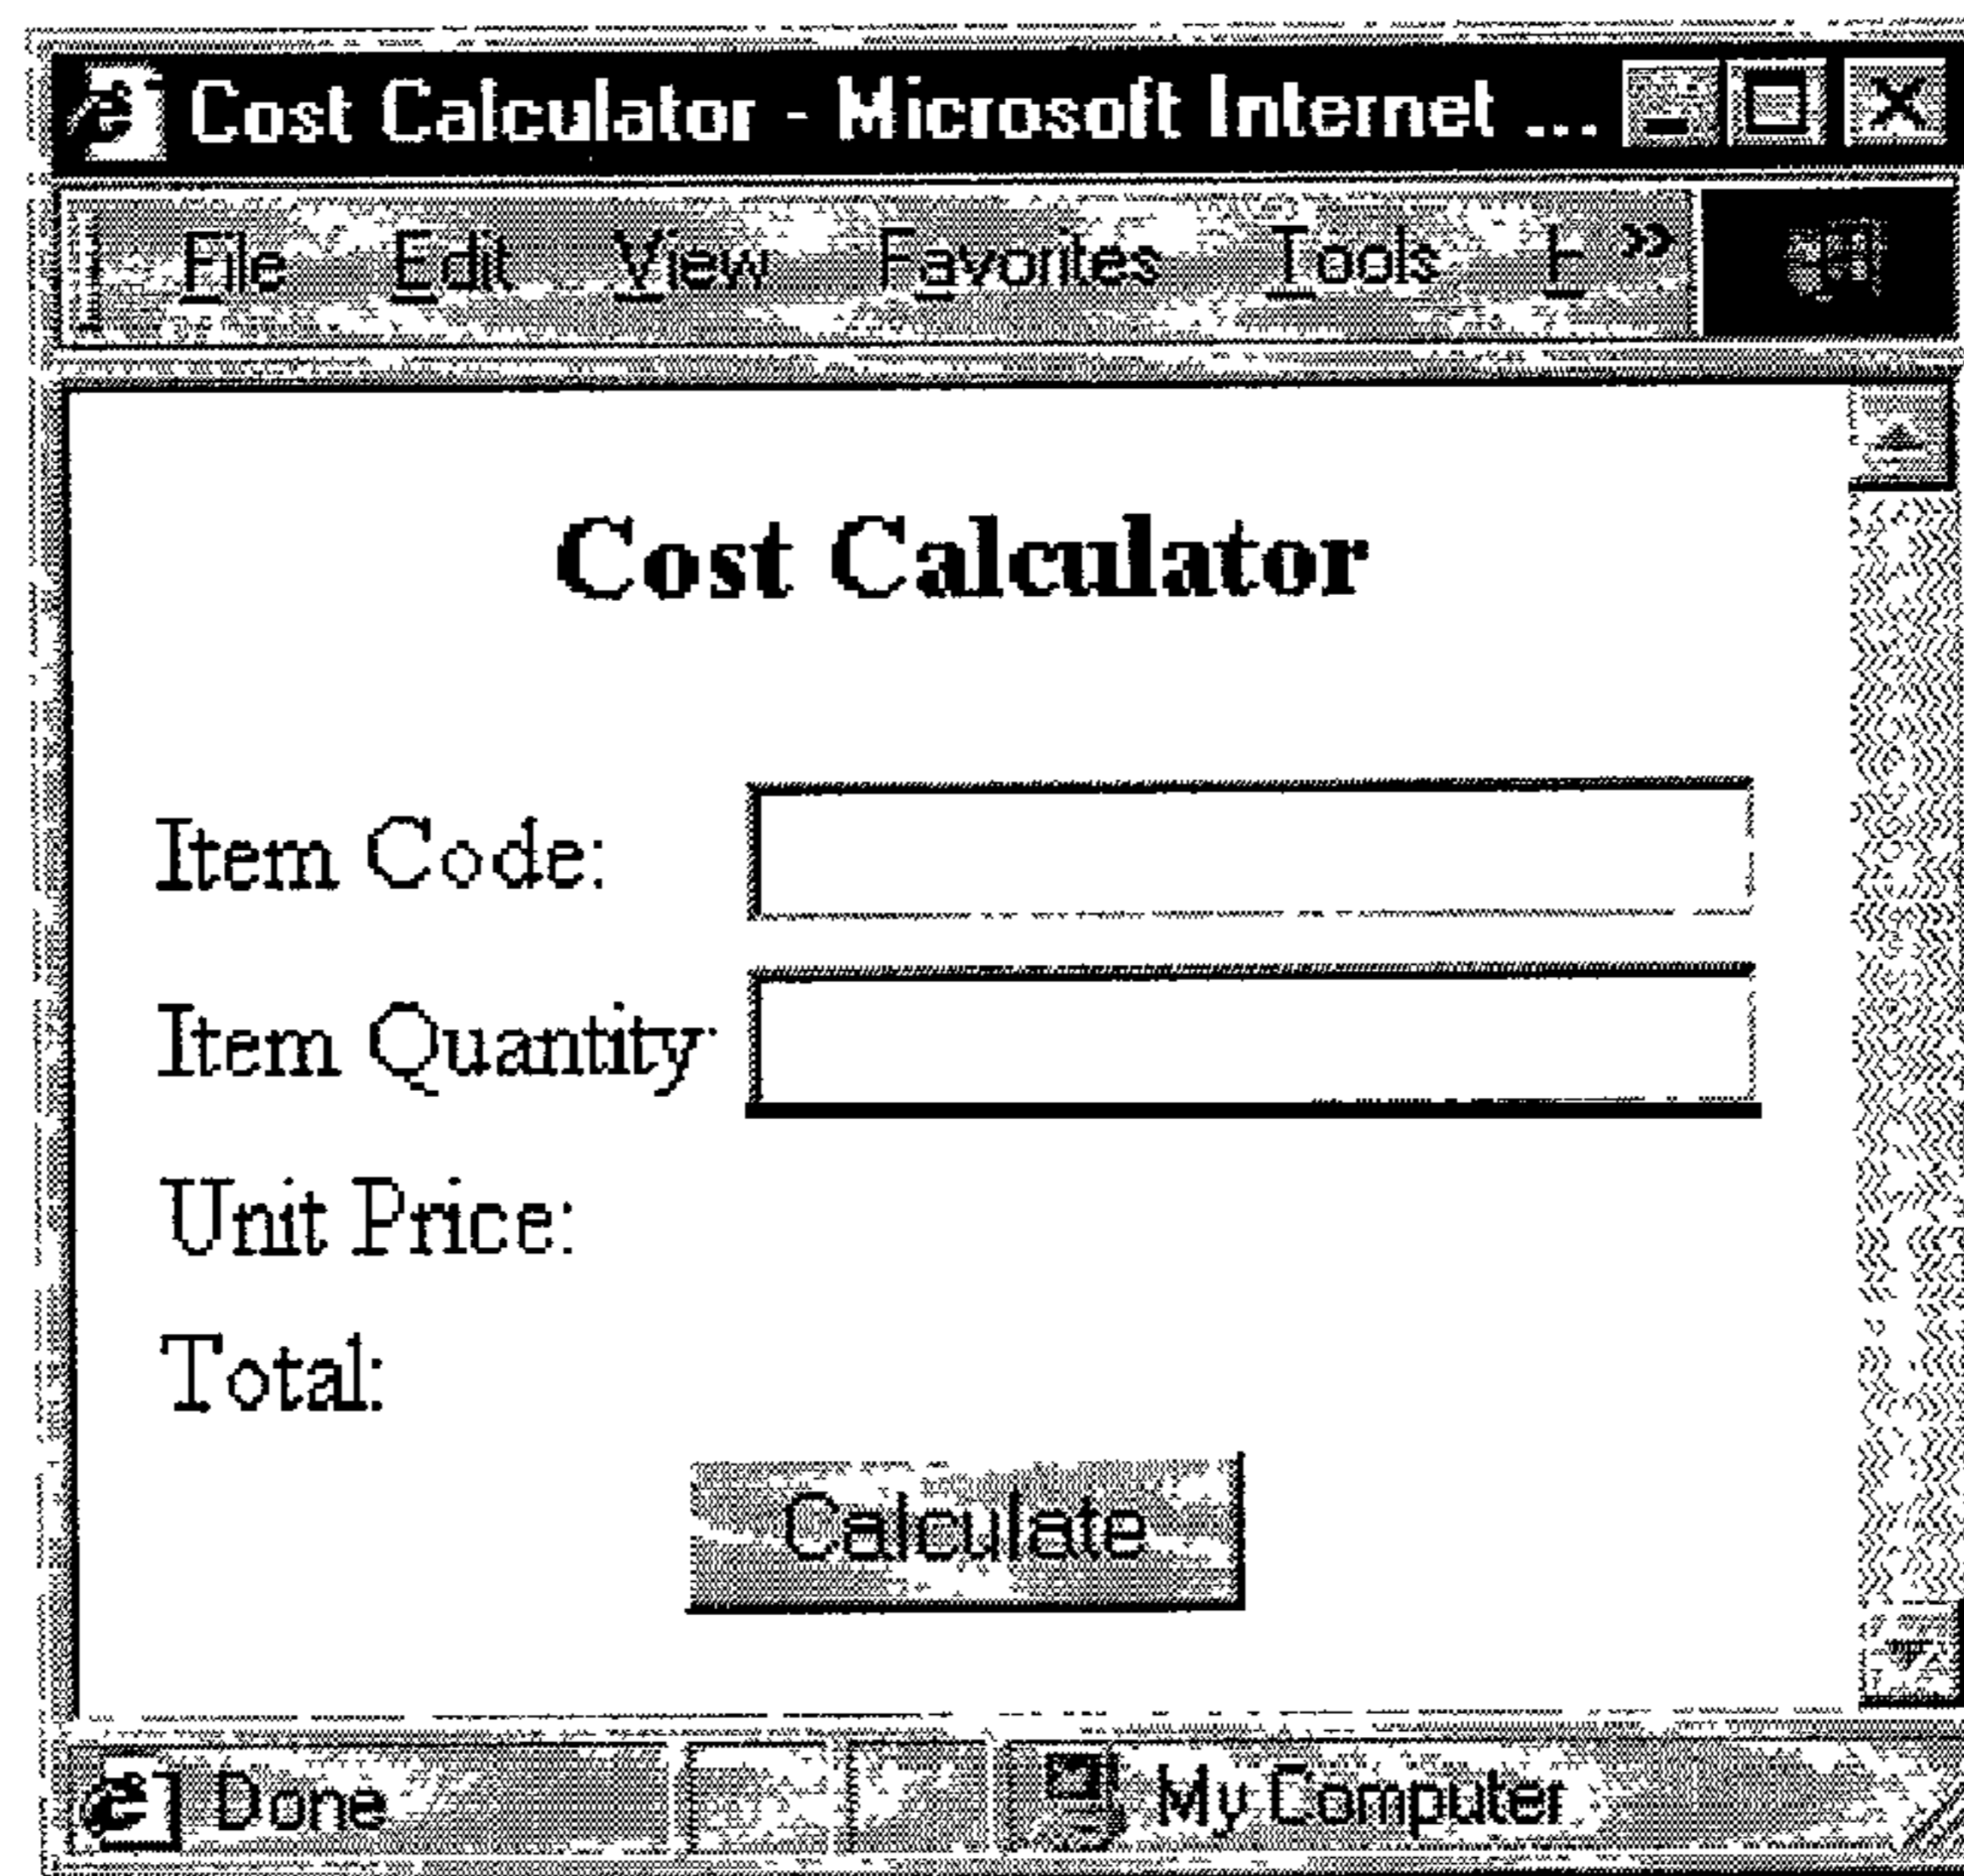 Cost Calculator - Microsoft Internet ...
File Edit View Favorites Tools H »
Cost Calculator
Item Code:
Item Quantity:
Unit Price:
Total:
Calculate
Done My Computer